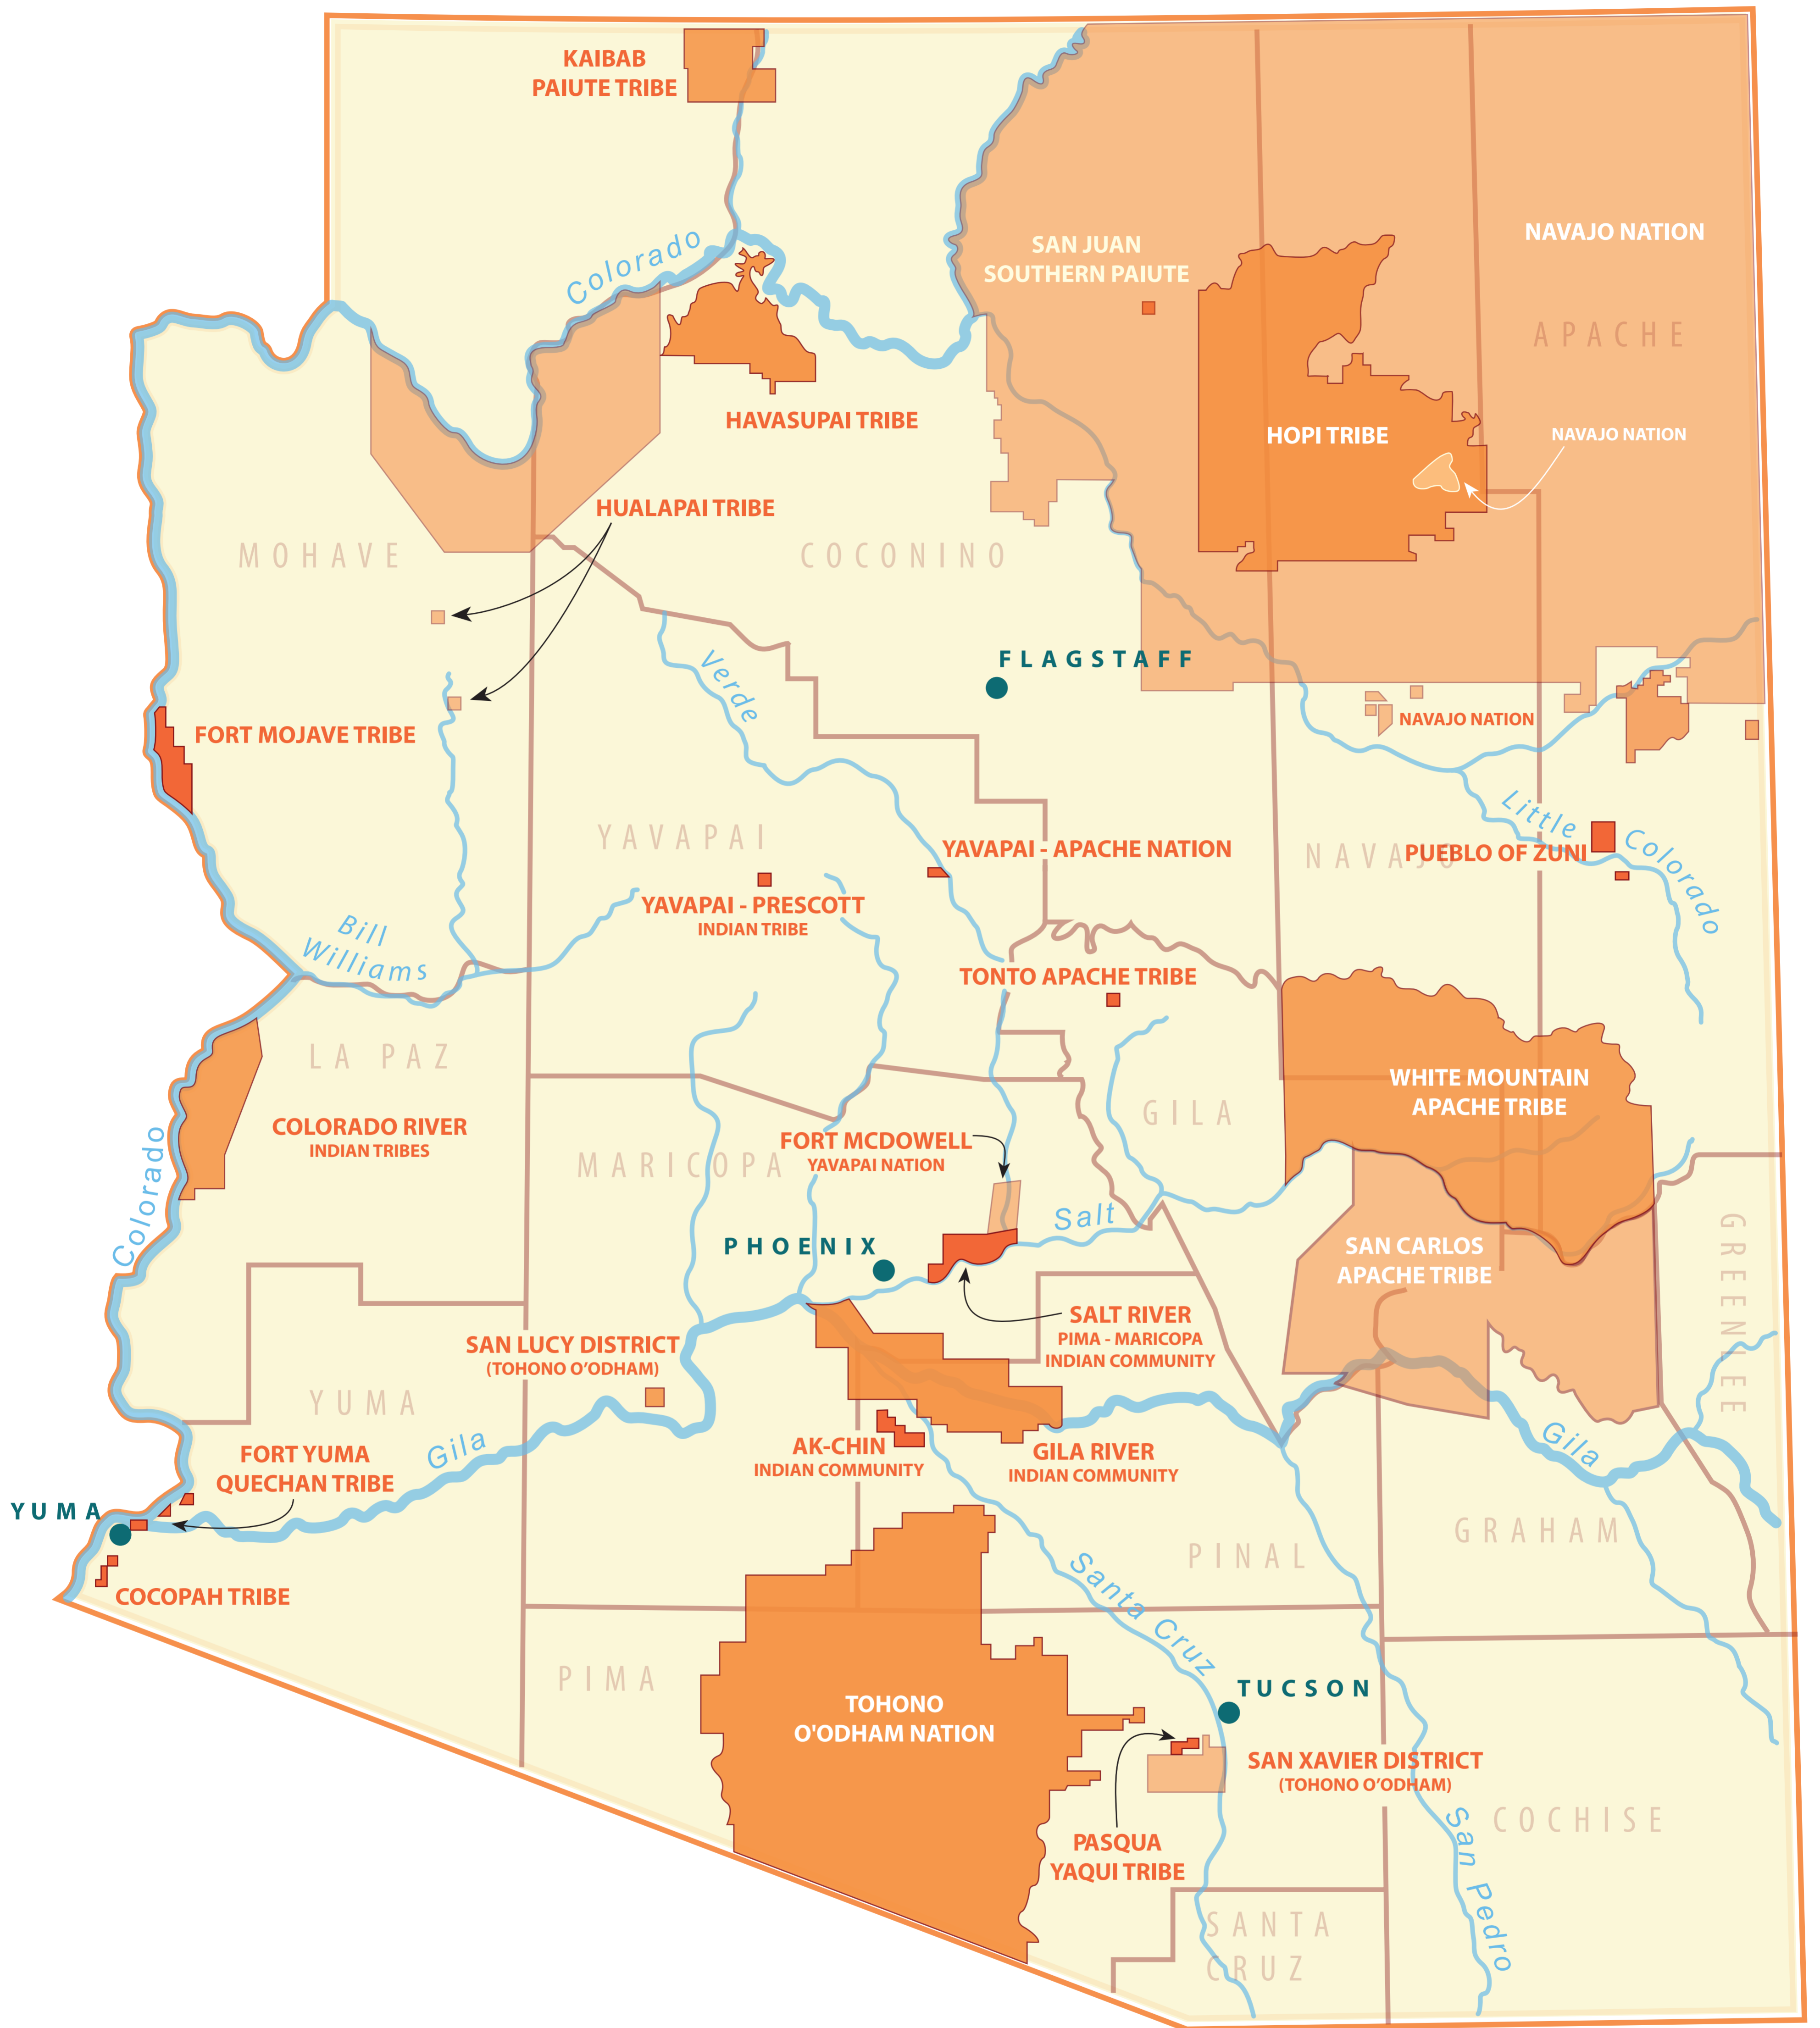 KAIBAB
PAIUTE TRIBE
Colorado
SAN JUAN
SOUTHERN PAIUTE
NAVAJO NATION
APACHE
HAVASUPAI TRIBE
HOPI TRIBE
NAVAJO NATION
HUALAPAI TRIBE
MOHAVE
COCONINO
FLAGSTAFF
Verde
NAVAJO NATION
FORT MOJAVE TRIBE
YAVAPAI
YAVAPAI - APACHE NATION
NAVAJO
PUEBLO OF ZUNI
Little
Colorado
YAVAPAI - PRESCOTT
INDIAN TRIBE
Bill
Williams
TONTO APACHE TRIBE
LA PAZ
WHITE MOUNTAIN
APACHE TRIBE
GILA
COLORADO RIVER
INDIAN TRIBES
Colorado
MARICOPA
FORT MCDOWELL
YAVAPAI NATION
Salt
PHOENIX
SAN CARLOS
APACHE TRIBE
GREENLEE
SALT RIVER
PIMA - MARICOPA
INDIAN COMMUNITY
SAN LUCY DISTRICT
(TOHONO O'ODHAM)
YUMA
Gila
AK-CHIN
INDIAN COMMUNITY
GILA RIVER
INDIAN COMMUNITY
Gila
FORT YUMA
QUECHAN TRIBE
YUMA
COCOPAH TRIBE
GRAHAM
PINAL
Santa Cruz
PIMA
TOHONO
O'ODHAM NATION
TUCSON
SAN XAVIER DISTRICT
(TOHONO O'ODHAM)
PASQUA
YAQUI TRIBE
San Pedro
COCHISE
SANTA
CRUZ